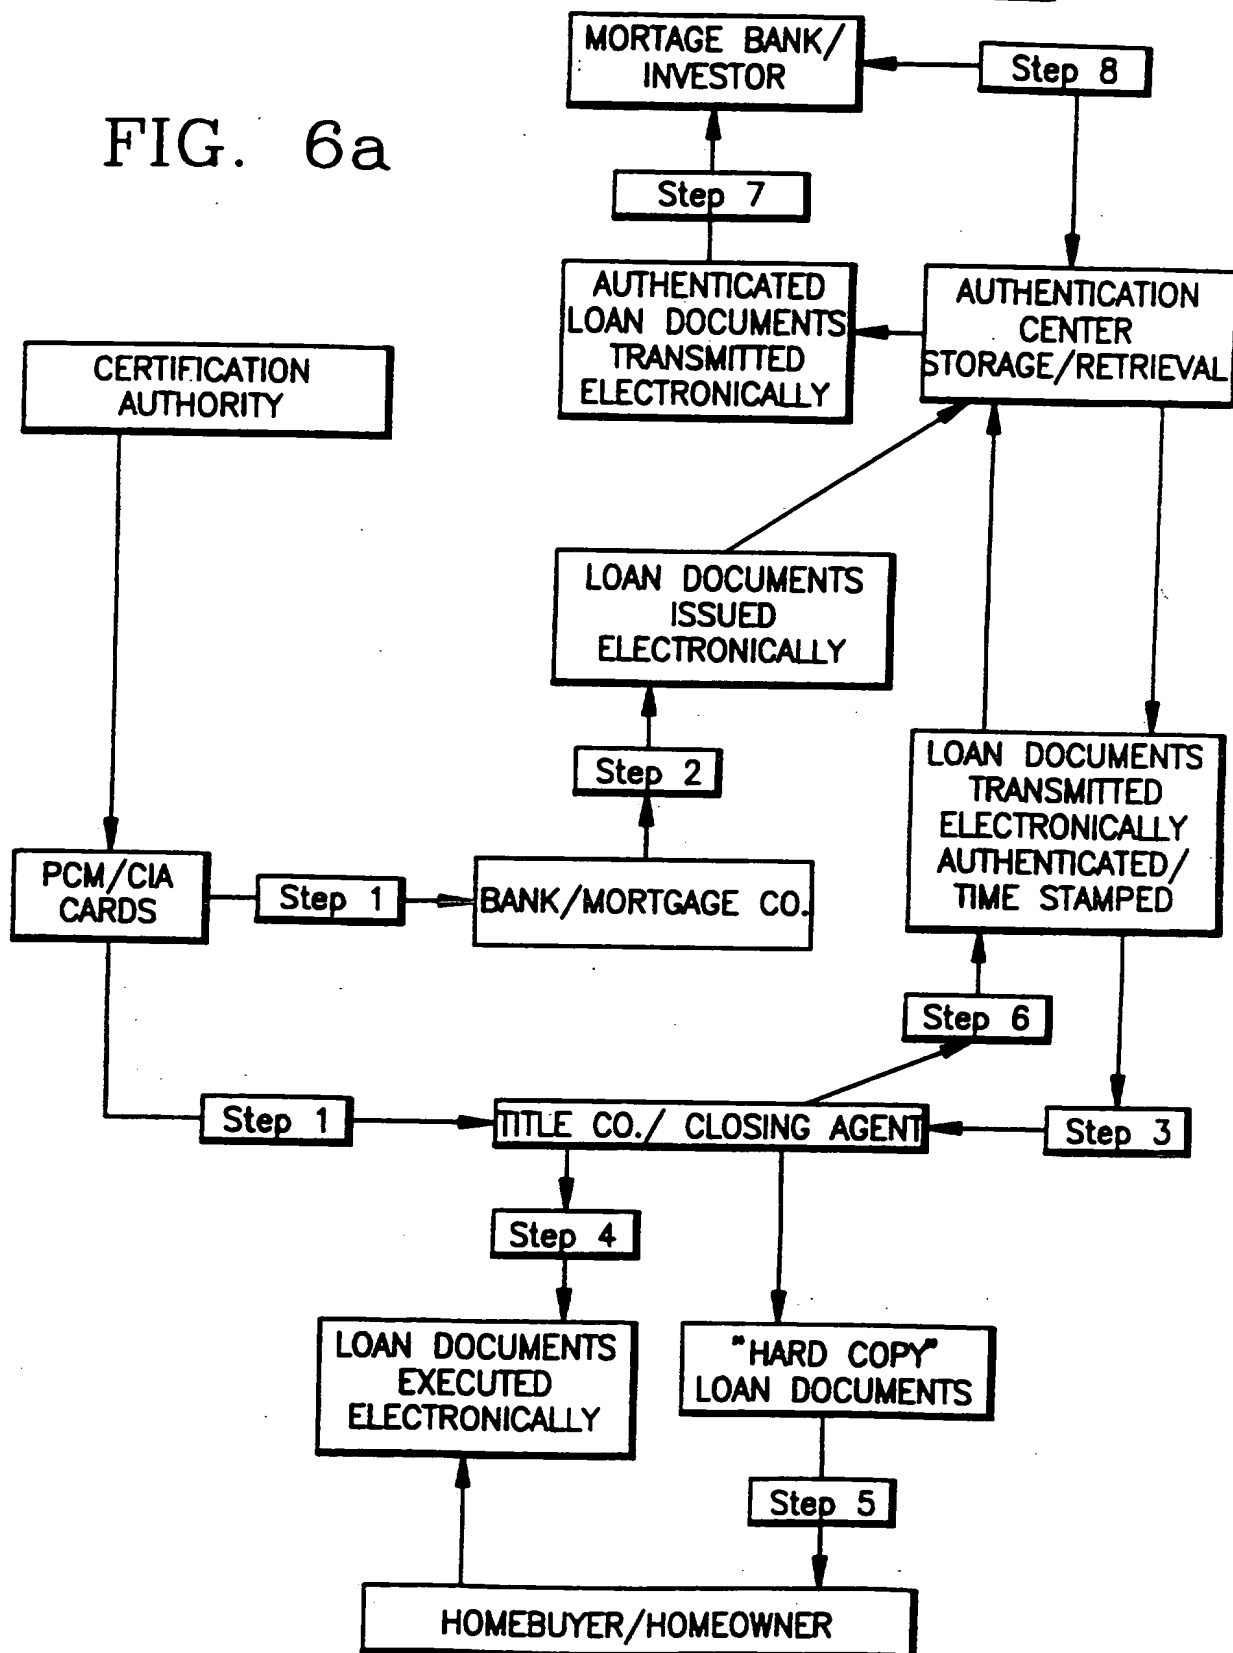 MORTAGE BANK/
INVESTOR
Step 8
FIG. 6a
Step 7
AUTHENTICATED
LOAN DOCUMENTS
TRANSMITTED
ELECTRONICALLY
AUTHENTICATION
CENTER
STORAGE/RETRIEVAL
CERTIFICATION
AUTHORITY
LOAN DOCUMENTS
ISSUED
ELECTRONICALLY
Step 2
LOAN DOCUMENTS
TRANSMITTED
ELECTRONICALLY
AUTHENTICATED/
TIME STAMPED
PCM/CIA
CARDS
Step 1
BANK/MORTGAGE CO.
Step 6
Step 1
TITLE CO./ CLOSING AGENT
Step 3
Step 4
LOAN DOCUMENTS
EXECUTED
ELECTRONICALLY
"HARD COPY"
LOAN DOCUMENTS
Step 5
HOMEBUYER/HOMEOWNER